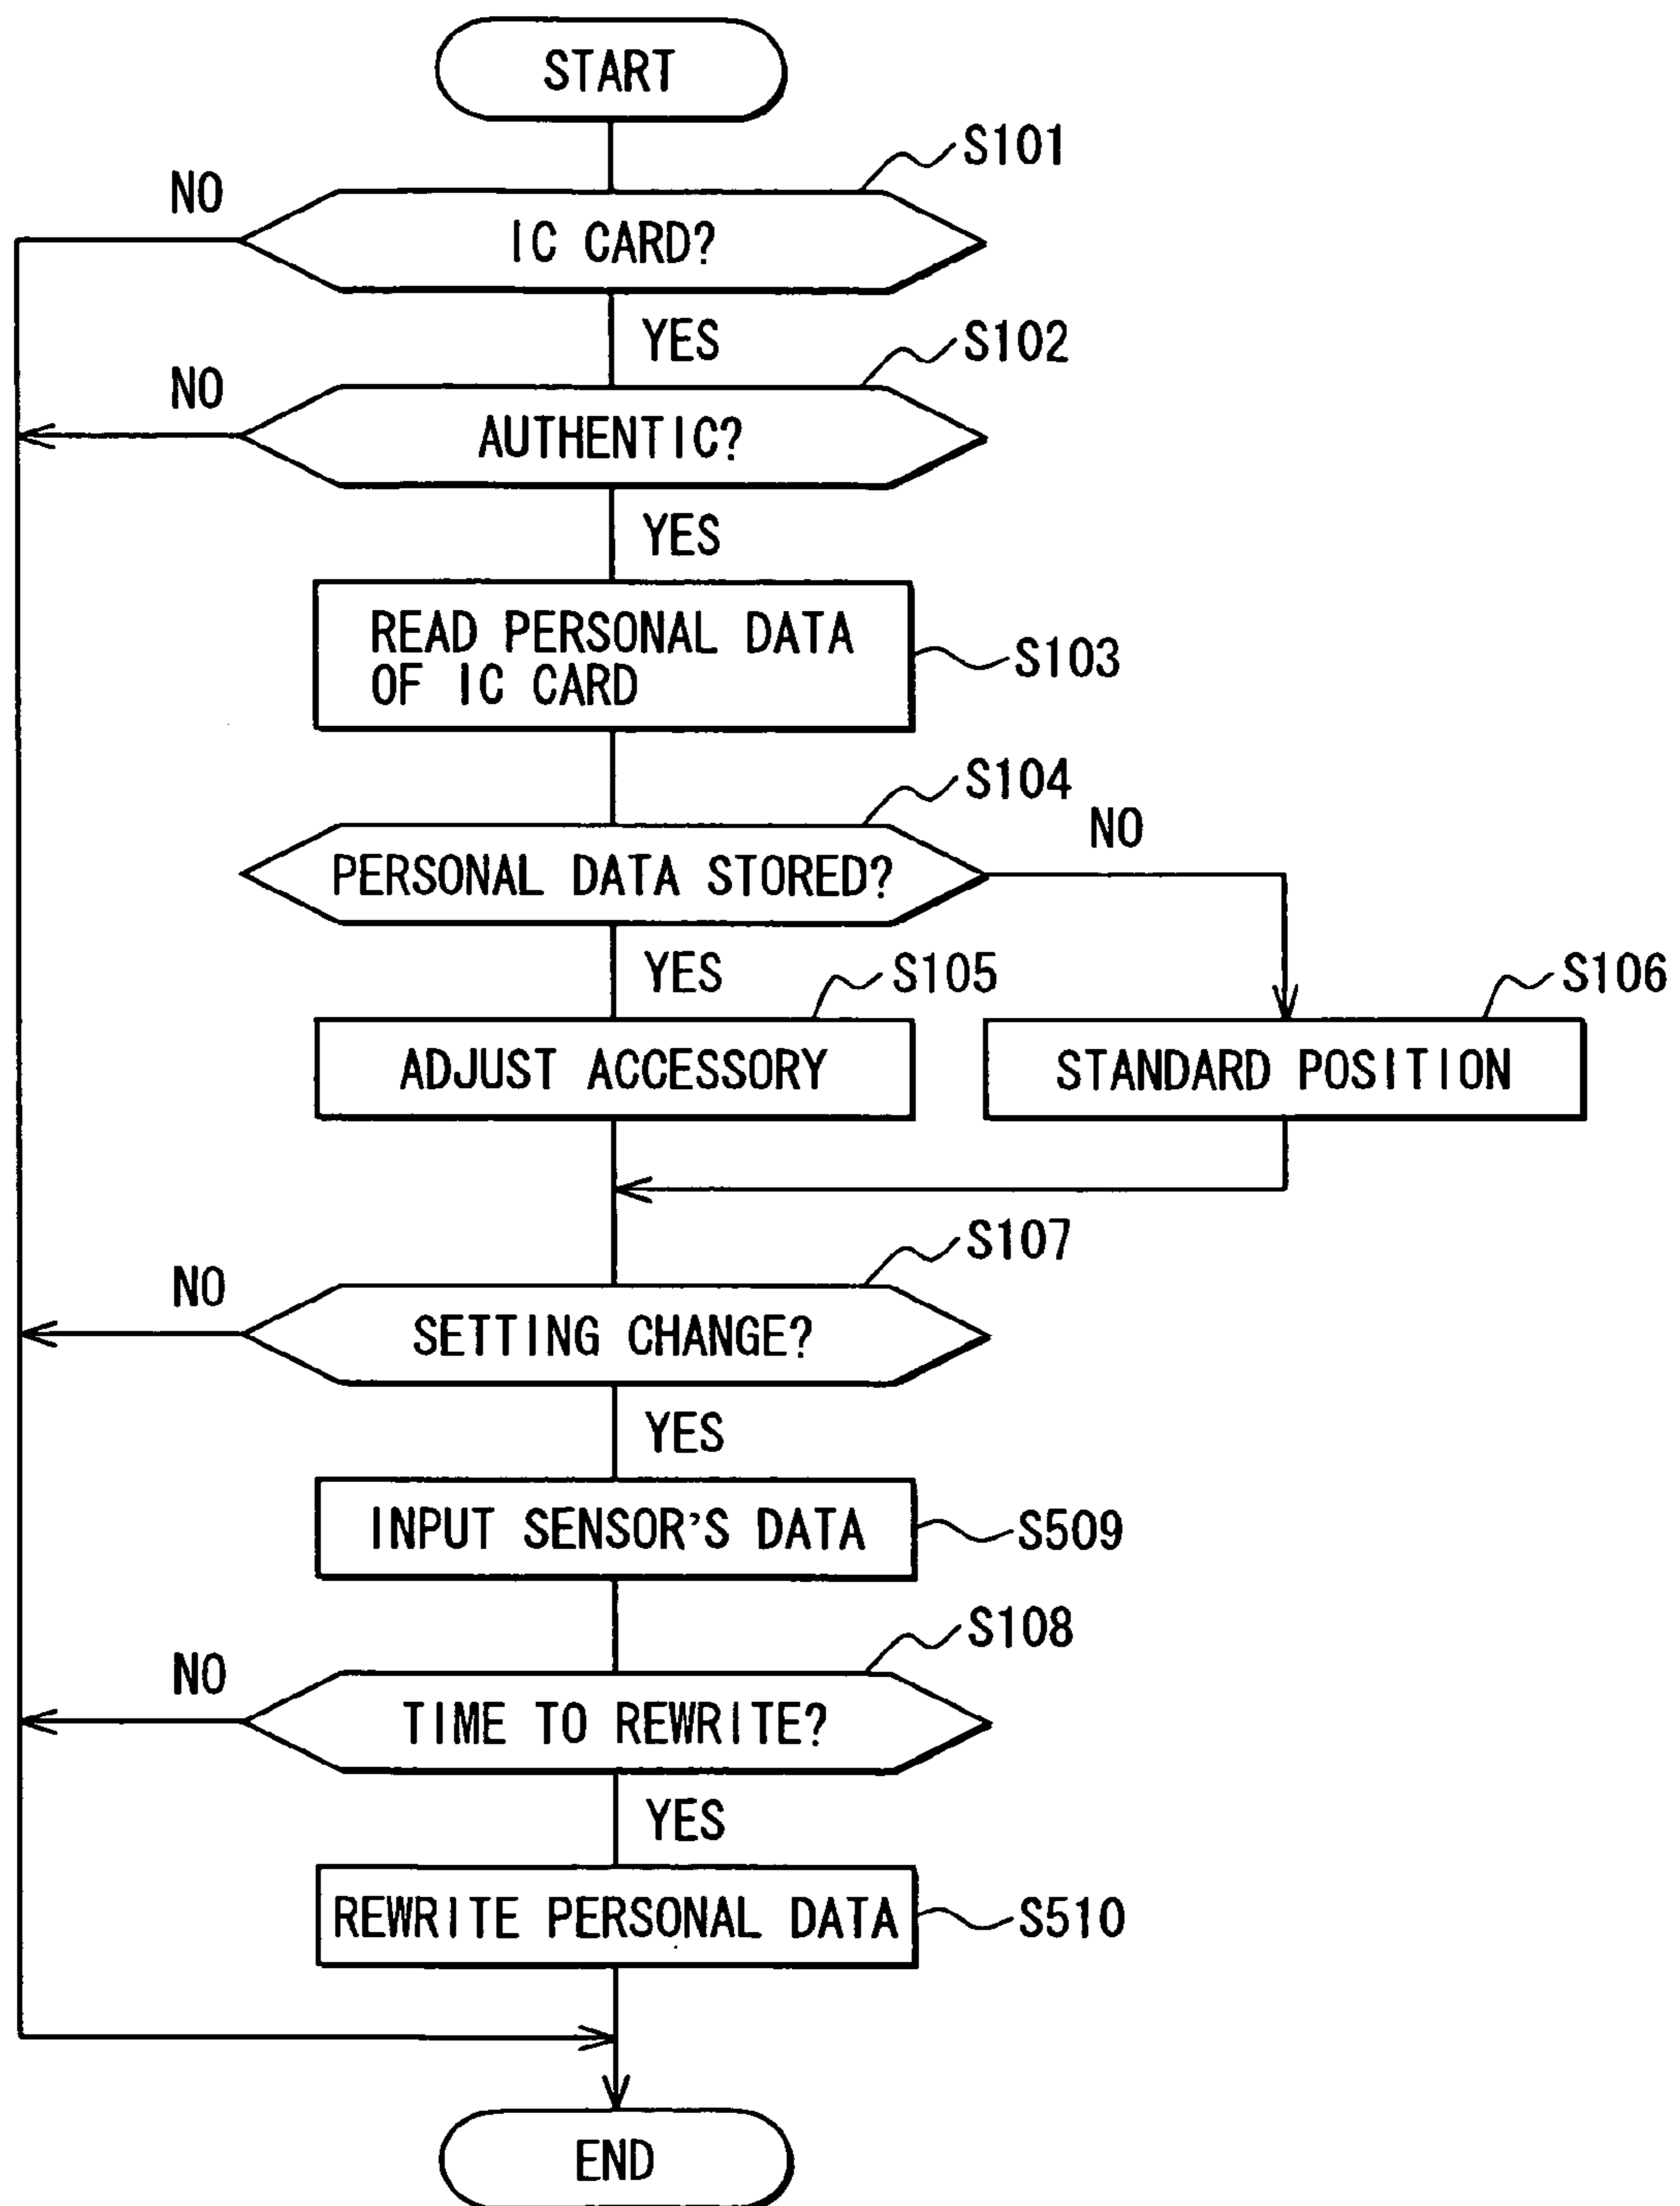 START
S101
NO
IC CARD?
YES
S102
NO
AUTHENTIC?
YES
READ PERSONAL DATA
OF IC CARD
S103
S104
NO
PERSONAL DATA STORED?
YES
S105
S106
ADJUST ACCESSORY
STANDARD POSITION
S107
NO
SETTING CHANGE?
YES
INPUT SENSOR'S DATA
S509
S108
NO
TIME TO REWRITE?
YES
REWRITE PERSONAL DATA
S510
END